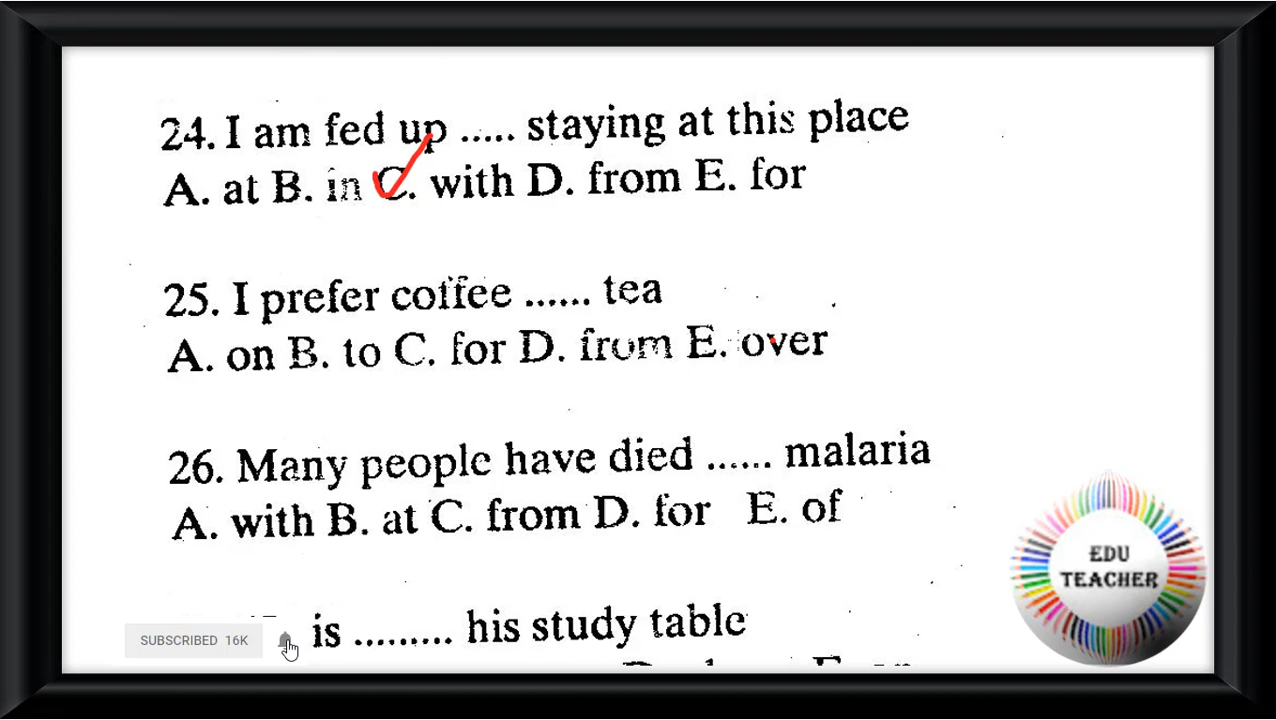 24. I am fed up ..... staying at this place
A. at B. in C. with D. from E. for
25. I prefer coffee ...... tea
A. on B. to C. for D. from E. over
26. Many people have died ...... malaria
A. with B. at C. from D. for E. of
is ......... his study table
EDU
TEACHER
SUBSCRIBED 16K